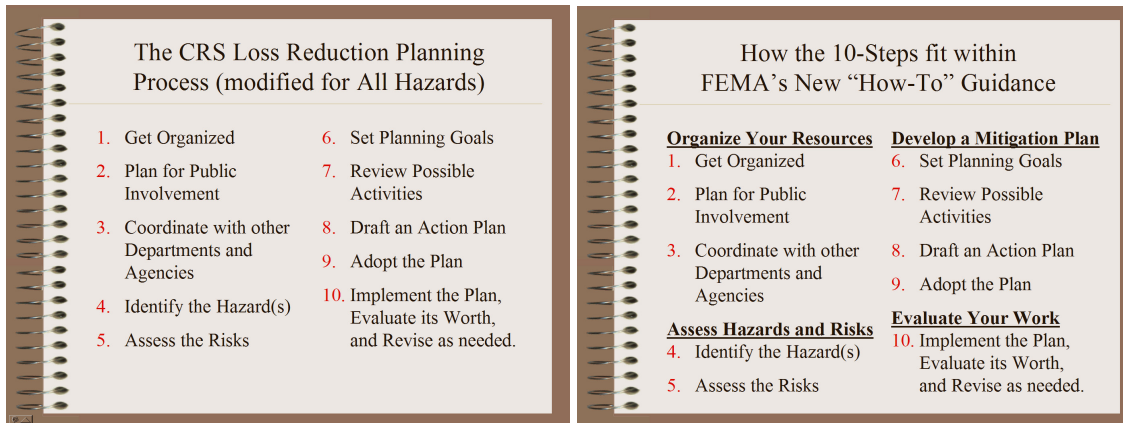 The CRS Loss Reduction Planning
Process (modified for All Hazards)
1. Get Organized
2. Plan for Public
Involvement
3. Coordinate with other
Departments and
Agencies
4. Identify the Hazard(s)
5. Assess the Risks
6. Set Planning Goals
7. Review Possible
Activities
8. Draft an Action Plan
9. Adopt the Plan
10. Implement the Plan,
Evaluate its Worth,
and Revise as needed.
How the 10-Steps fit within
FEMA's New “How-To” Guidance
Organize Your Resources
1. Get Organized
2. Plan for Public
Involvement
3. Coordinate with other
Departments and
Agencies
Assess Hazards and Risks
4. Identify the Hazard(s)
5. Assess the Risks
Develop a Mitigation Plan
6. Set Planning Goals
7. Review Possible
Activities
8. Draft an Action Plan
9. Adopt the Plan
Evaluate Your Work
10. Implement the Plan,
Evaluate its Worth,
and Revise as needed.